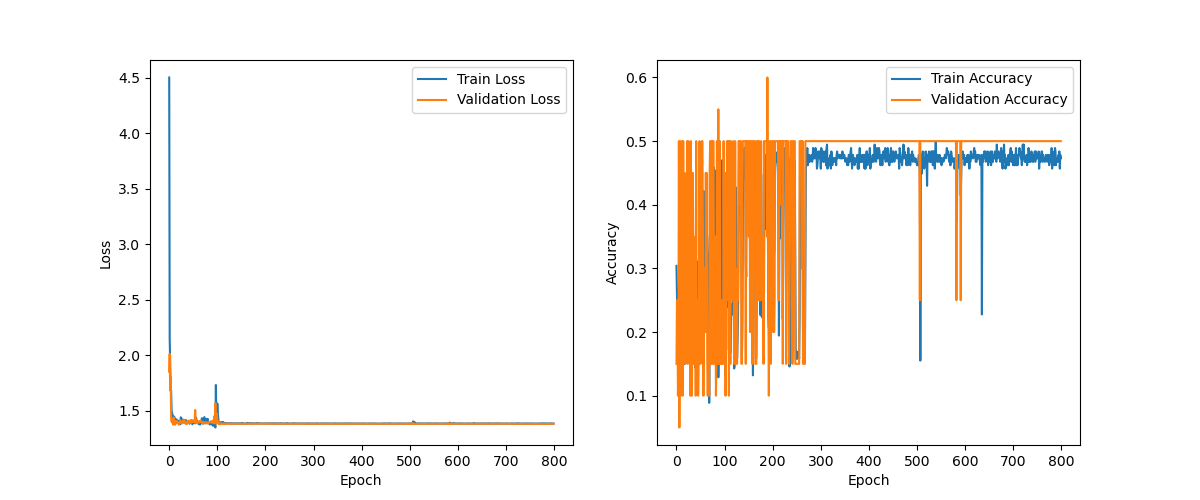 4.5
4.0
3.5
3.0
2.5
2.0
1.5
Loss
0 100 200 300 400 500 600 700 800
Epoch
Train Loss
Validation Loss
0.6
0.5
0.4
0.3
0.2
0.1
Accuracy
0 100 200 300 400 500 600 700 800
Epoch
Train Accuracy
Validation Accuracy